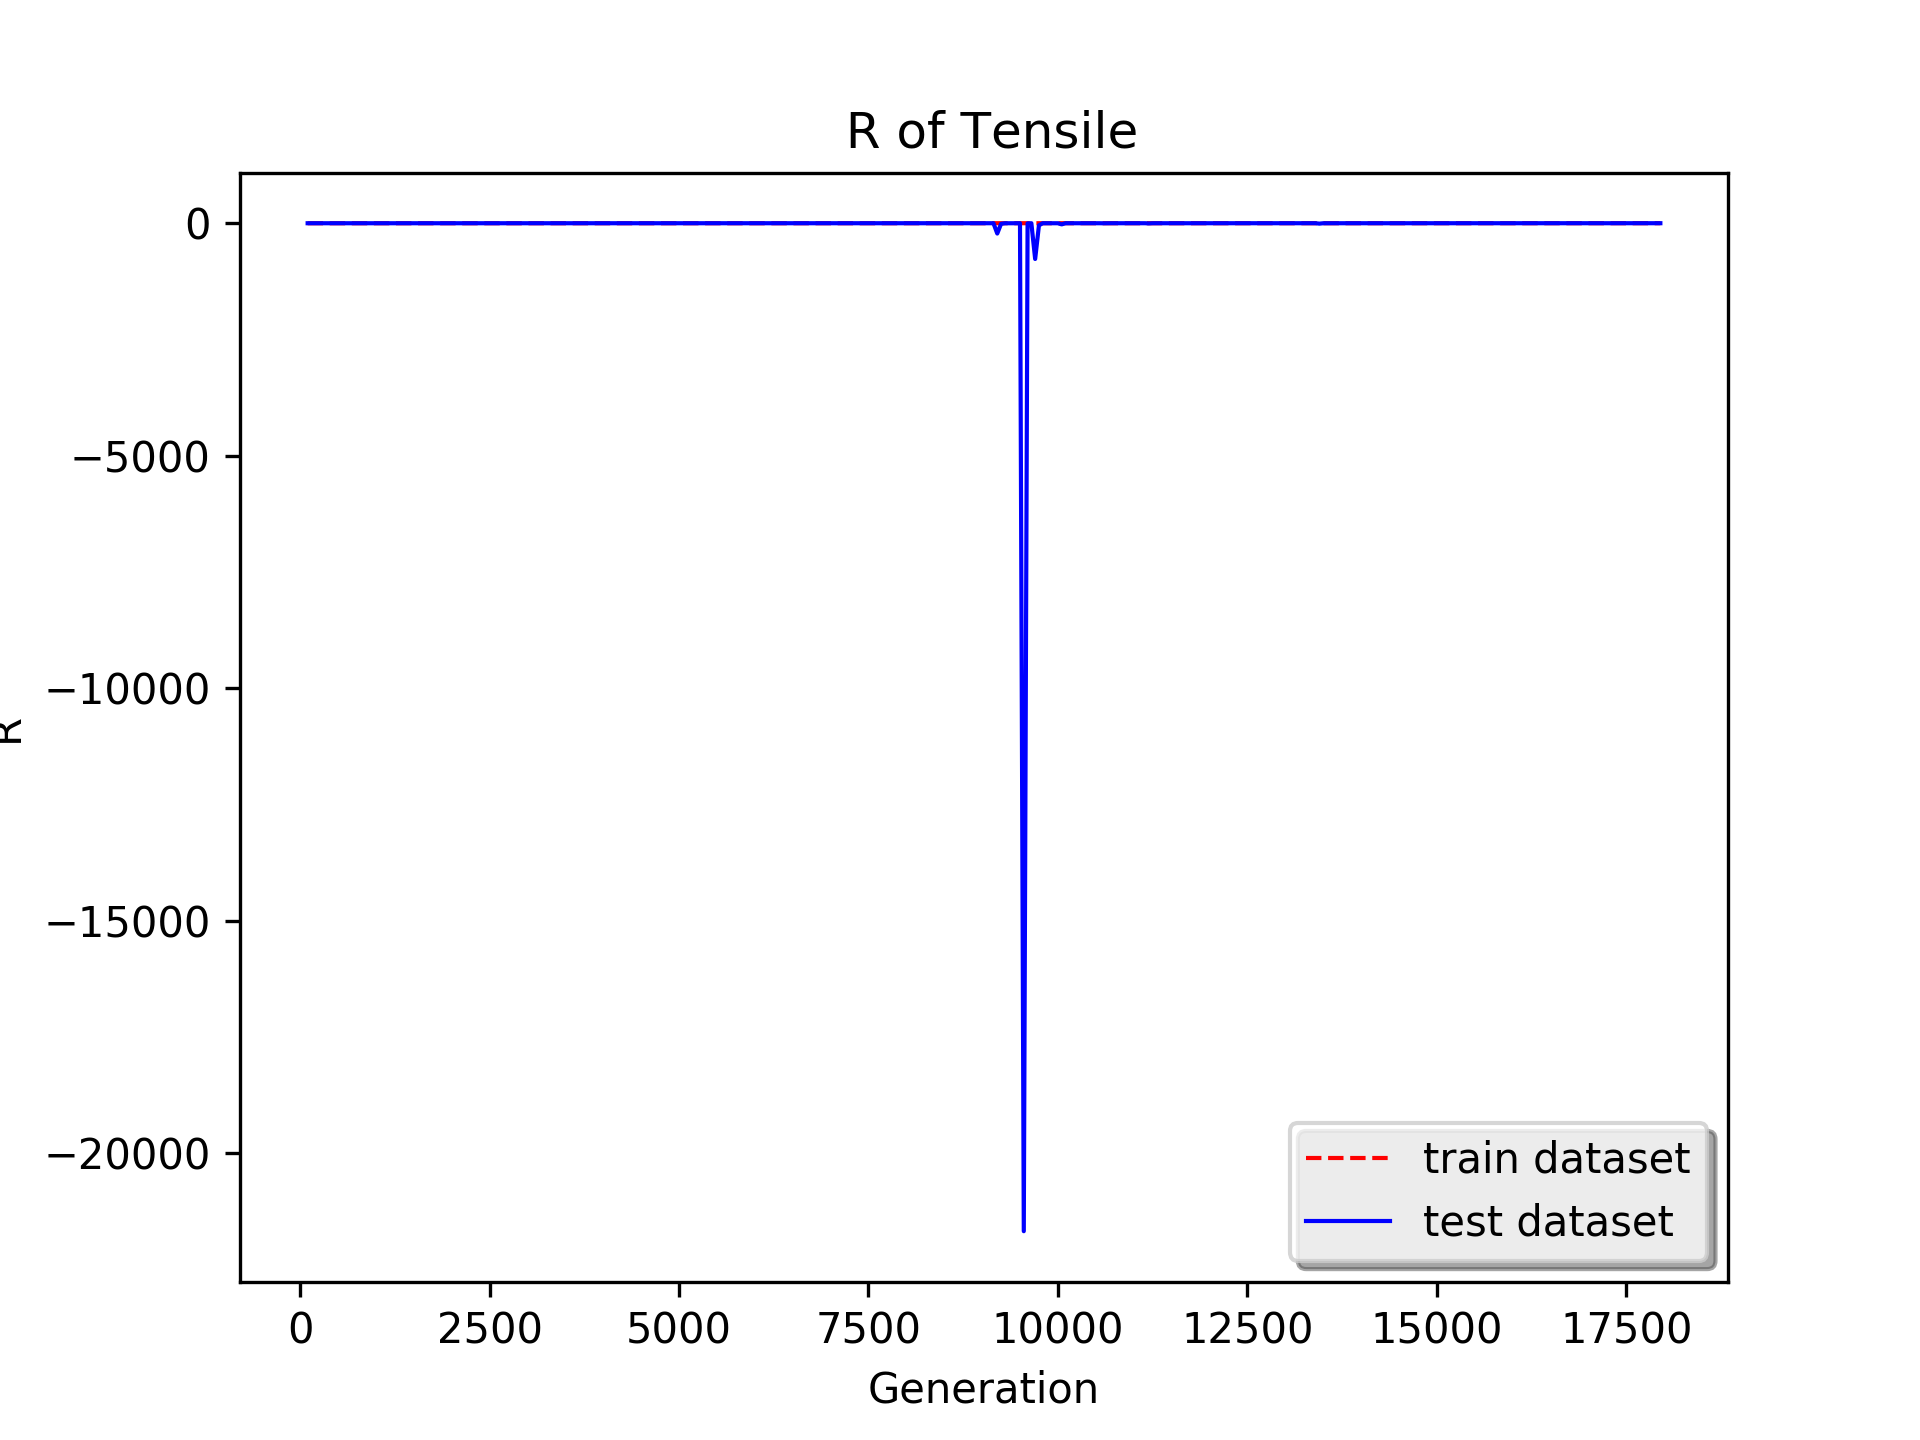 R of Tensile
0
−5000
−10000
−15000
−20000
R
train dataset
test dataset
0 2500 5000 7500 10000 12500 15000 17500
Generation